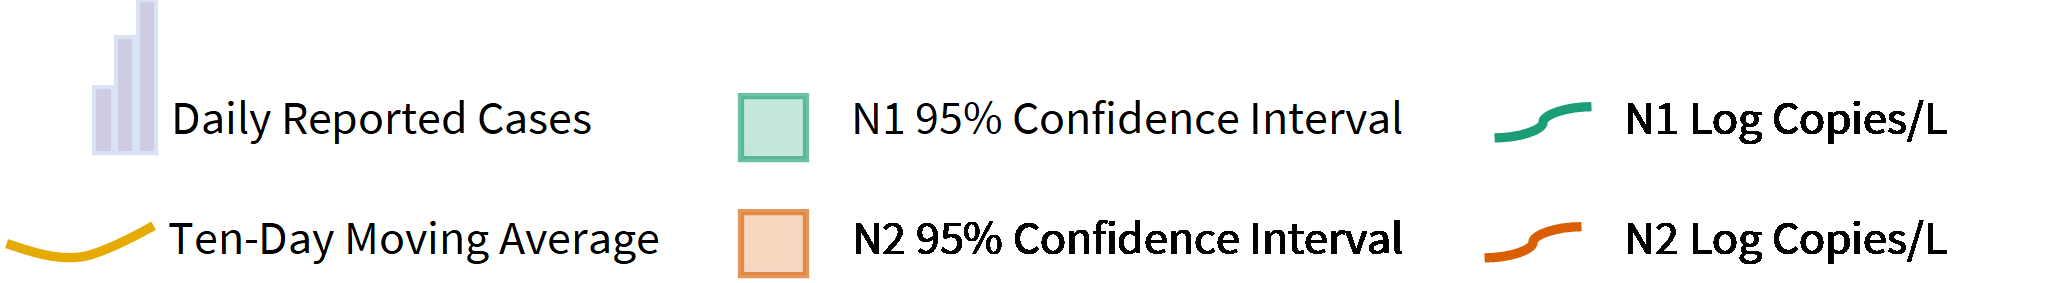 Daily Reported Cases
N1 95% Confidence Interval
N1 Log Copies/L
Ten-Day Moving Average
N2 95% Confidence Interval
N2 Log Copies/L